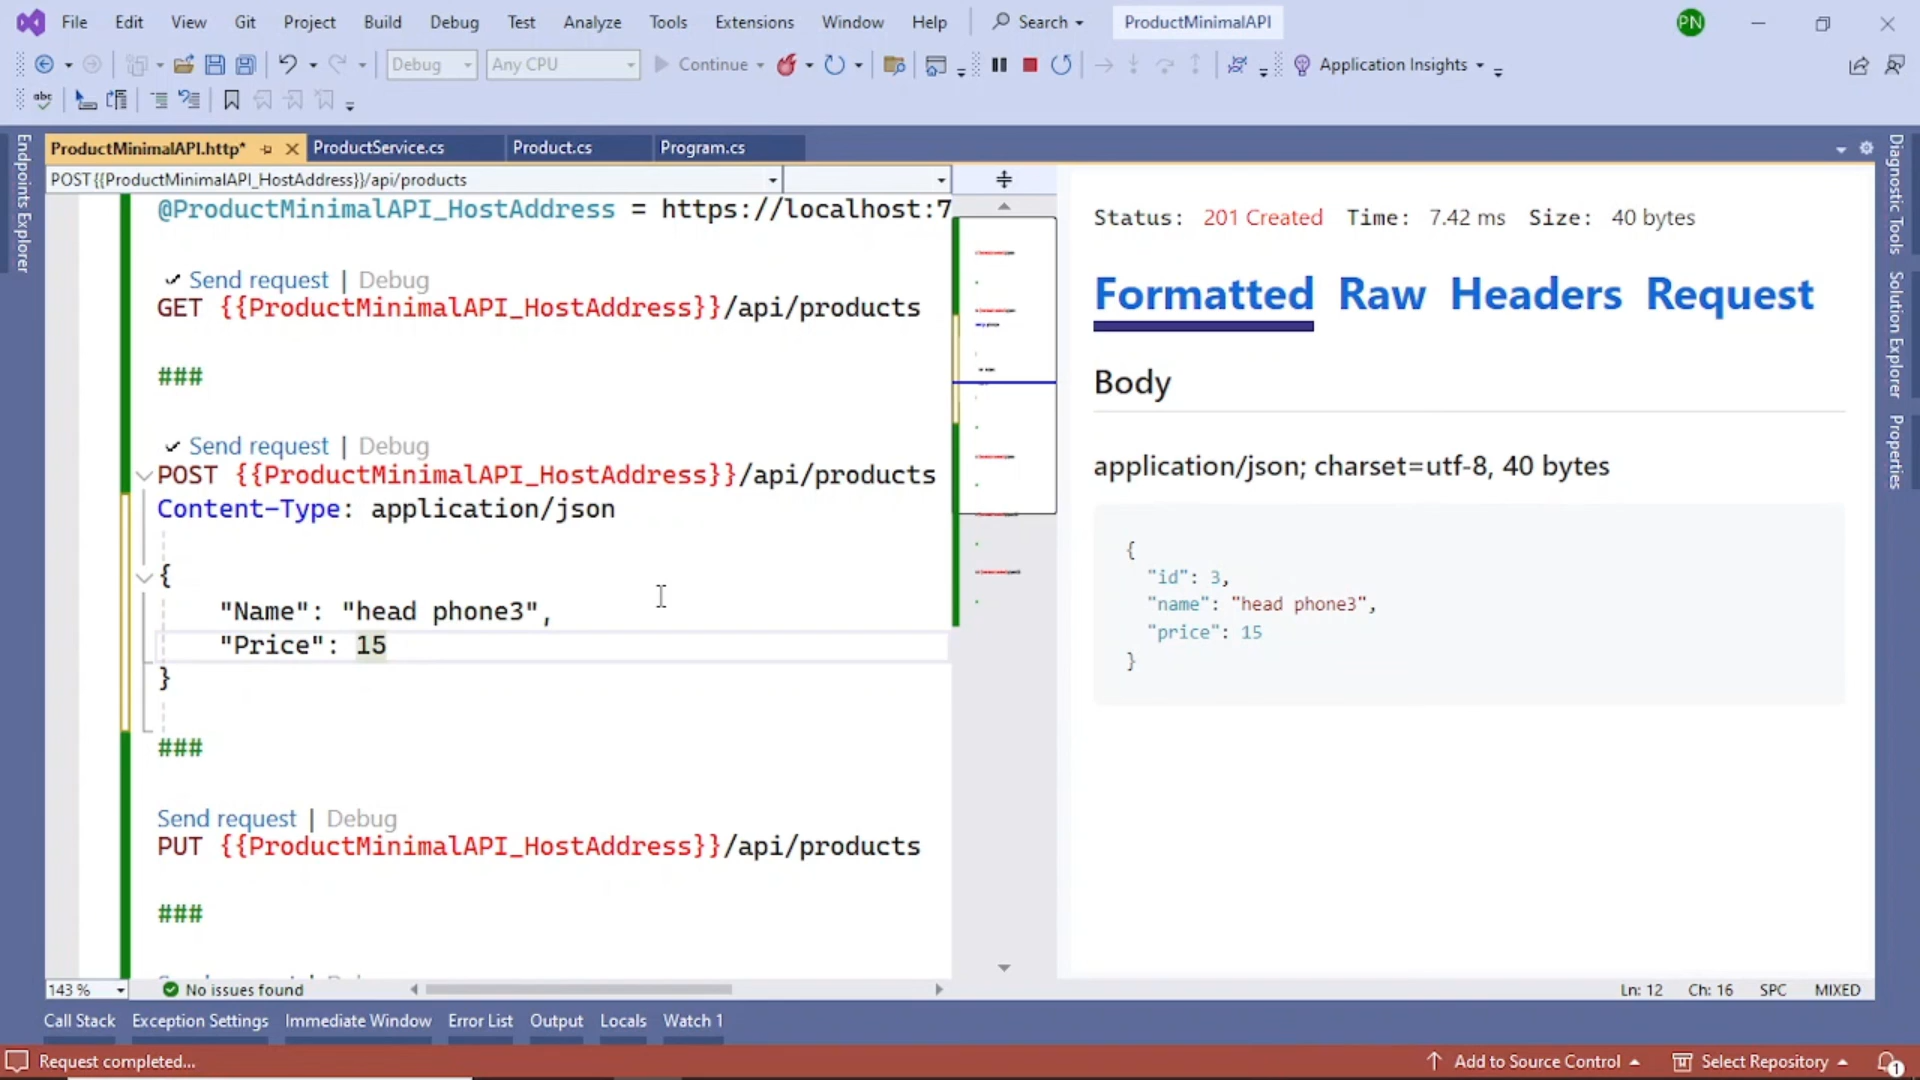 File Edit View Git Project Build Debug Test Analyze Tools Extensions Window Help Search ProductMinimalAPI PN
Debug Any CPU Continue Application Insights
abc
ProductMinimalAPI.http* ProductService.cs Product.cs Program.cs
POST {{ProductMinimalAPI_HostAddress}}/api/products
@ProductMinimalAPI_HostAddress = https://localhost:7
Send request | Debug
GET {{ProductMinimalAPI_HostAddress}}/api/products
###
Send request | Debug
POST {{ProductMinimalAPI_HostAddress}}/api/products
Content-Type: application/json
{
"Name": "head phone3",
"Price": 15
}
###
Send request | Debug
PUT {{ProductMinimalAPI_HostAddress}}/api/products
###
Status: 201 Created Time: 7.42 ms Size: 40 bytes
Formatted Raw Headers Request
Body
application/json; charset=utf-8, 40 bytes
{
"id": 3,
"name": "head phone3",
"price": 15
}
Endpoints Explorer
Diagnostic Tools
Solution Explorer
Properties
143 % No issues found Ln: 12 Ch: 16 SPC MIXED
Call Stack Exception Settings Immediate Window Error List Output Locals Watch 1
Request completed... Add to Source Control Select Repository 1